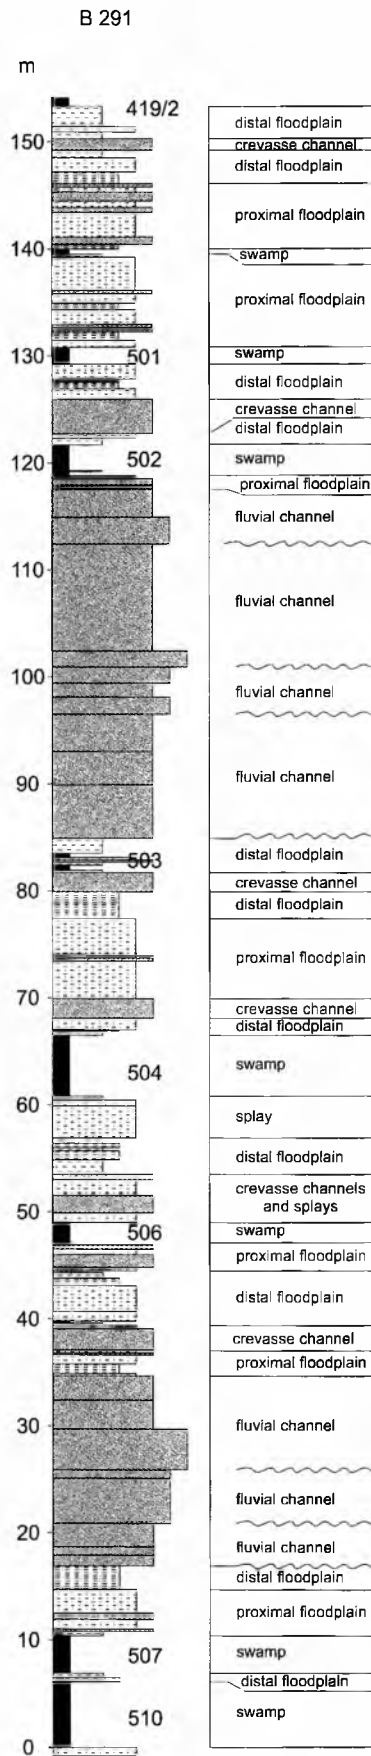 B 291
m
419/2
distal floodplain
150
crevasse channel
distal floodplain
proximal floodplain
140
swamp
proximal floodplain
130
501
swamp
distal floodplain
crevasse channel
distal floodplain
120
502
swamp
proximal floodplain
fluvial channel
110
fluvial channel
100
fluvial channel
90
fluvial channel
503
distal floodplain
80
crevasse channel
distal floodplain
proximal floodplain
70
crevasse channel
distal floodplain
504
swamp
60
splay
distal floodplain
50
crevasse channels
and splays
506
swamp
proximal floodplain
40
distal floodplain
crevasse channel
proximal floodplain
30
fluvial channel
fluvial channel
20
fluvial channel
distal floodplain
proximal floodplain
10
507
swamp
distal floodplain
510
swamp
0